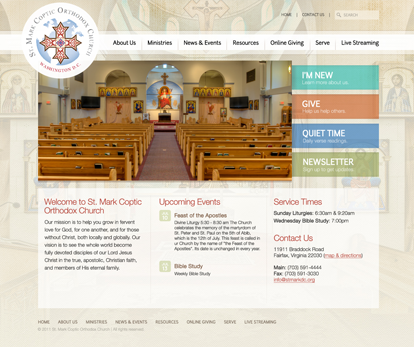 ST. MARK COPTIC ORTHODOX CHURCH
WASHINGTON D.C.
HOME | CONTACT US | SEARCH
About Us Ministries News & Events Resources Online Giving Serve Live Streaming
I'M NEW
Learn more about us.
GIVE
Help us help others.
QUIET TIME
Daily verse readings.
NEWSLETTER
Sign up to get updates.
Welcome to St. Mark Coptic
Orthodox Church
Our mission is to help you grow in fervent
love for God, for one another, and for those
without Christ, both locally and globally. Our
vision is to see the whole world become
fully devoted disciples of our Lord Jesus
Christ in the true, apostolic, Christian faith,
and members of His eternal family.
Upcoming Events
Feast of the Apostles
Divine Liturgy 5:30 - 8:30 am The Church
celebrates the memory of the martyrdom of
St. Peter and St. Paul on the 5th of Abib,
which is the 12th of July. This feast is called in
our Church by the name of "the Feast of the
Apostles". Its date is unchanged in every year.
Bible Study
Weekly Bible Study
Service Times
Sunday Liturgies: 6:30am & 9:20am
Wednesday Bible Study: 7:00pm
Contact Us
11911 Braddock Road
Fairfax, Virginia 22030 (map & directions)
Main: (703) 591-4444
Fax: (703) 591-3030
info@stmarkdc.org
HOME ABOUT US MINISTRIES NEWS & EVENTS RESOURCES ONLINE GIVING SERVE LIVE STREAMING
St. Mark Coptic Orthodox Church | All rights reserved.